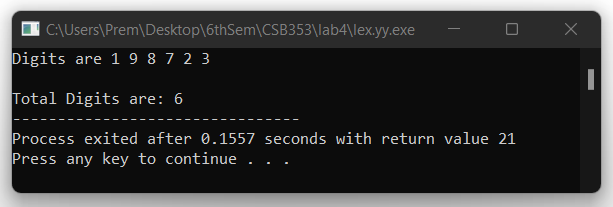 C:\Users\Prem\Desktop\6thSem\CSB353\lab4\lex.yy.exe
Digits are 1 9 8 7 2 3
Total Digits are: 6
--------------------------------
Process exited after 0.1557 seconds with return value 21
Press any key to continue . . .